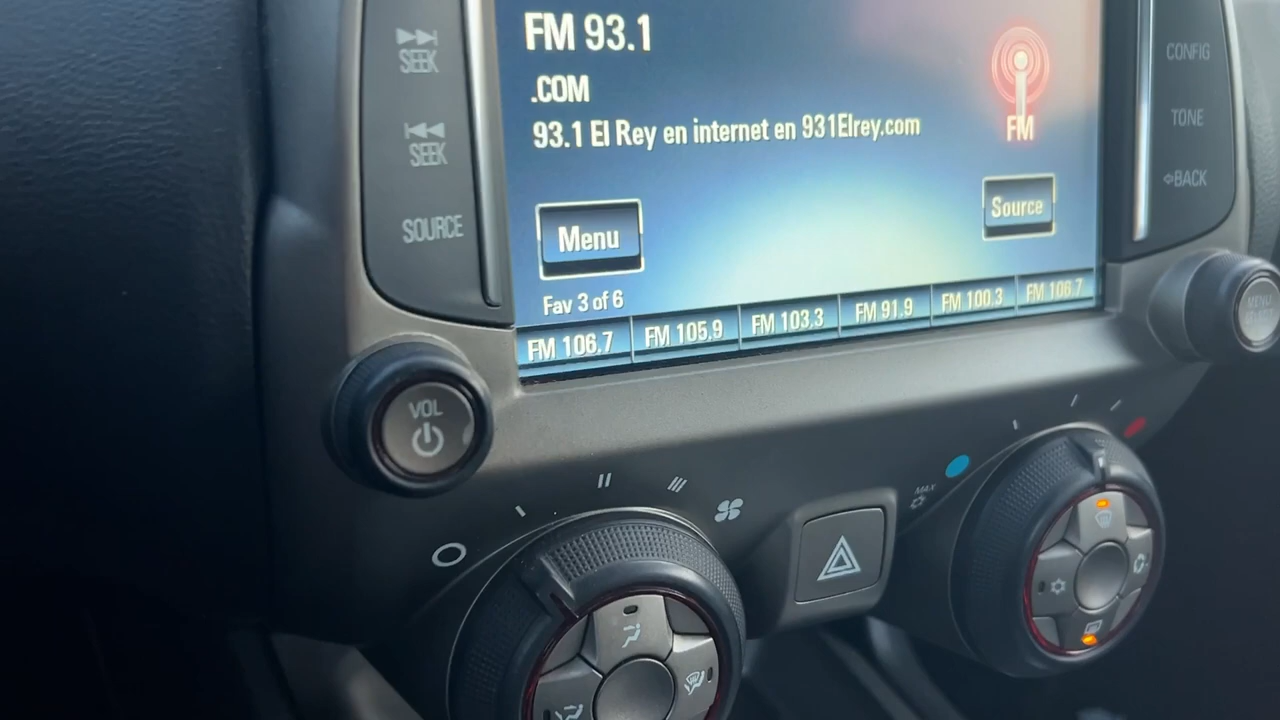 SEEK
SEEK
SOURCE
FM 93.1
.COM
93.1 El Rey en internet en 931Elrey.com
FM
Menu
Source
Fav 3 of 6
FM 106.7
FM 105.9
FM 103.3
FM 91.9
FM 100.3
FM 106.7
CONFIG
TONE
BACK
MENU
VOL
MAX